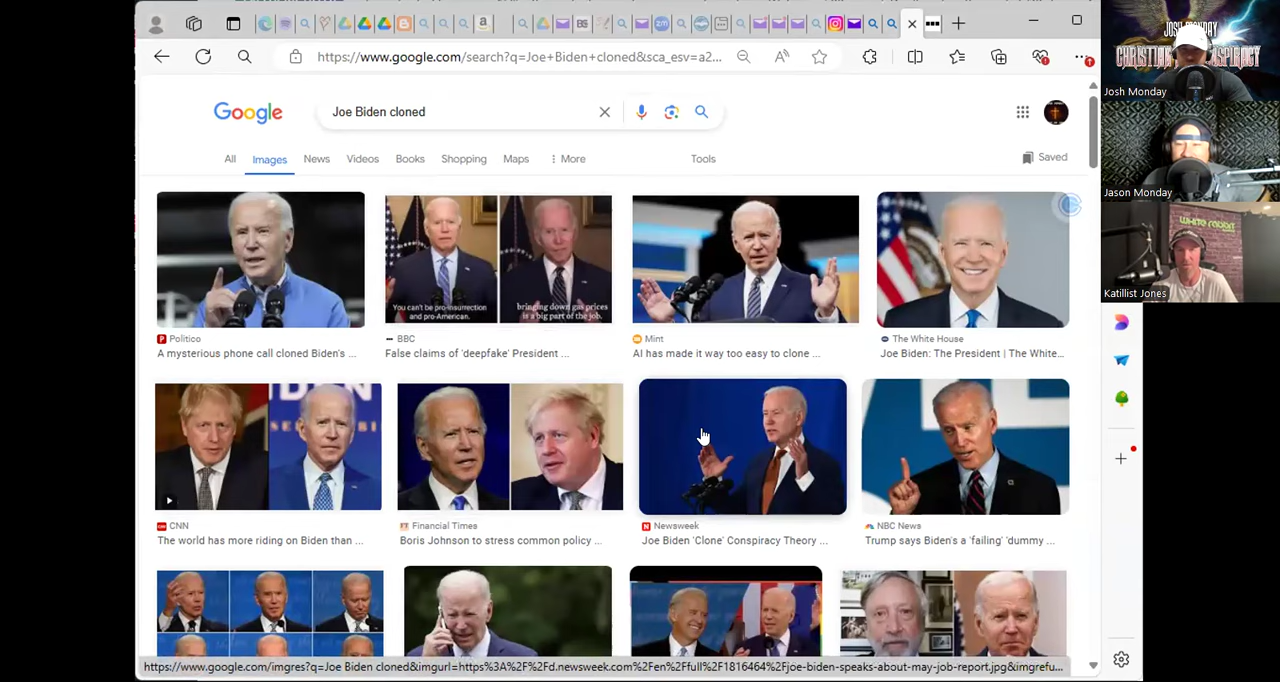 https://www.google.com/search?q=Joe+Biden+cloned&sca_esv=a2...
JOSH MONDAY
CHRISTIAN CONSPIRACY
Josh Monday
Google
Joe Biden cloned
All
Images
News
Videos
Books
Shopping
Maps
More
Tools
Saved
Jason Monday
WHITE RABBIT
Katillist Jones
You can't be pro-insurrection
and pro-American.
bringing down gas prices
is a big part of the job.
Politico
A mysterious phone call cloned Biden's ...
BBC
False claims of 'deepfake' President ...
Mint
AI has made it way too easy to clone ...
The White House
Joe Biden: The President | The White...
CNN
The world has more riding on Biden than ...
Financial Times
Boris Johnson to stress common policy ...
Newsweek
Joe Biden 'Clone' Conspiracy Theory ...
NBC News
Trump says Biden's a 'failing' 'dummy ...
https://www.google.com/imgres?q=Joe Biden cloned&imgurl=https%3A%2F%2Fd.newsweek.com%2Fen%2Ffull%2F1816464%2Fjoe-biden-speaks-about-may-job-report.jpg&imgrefu...